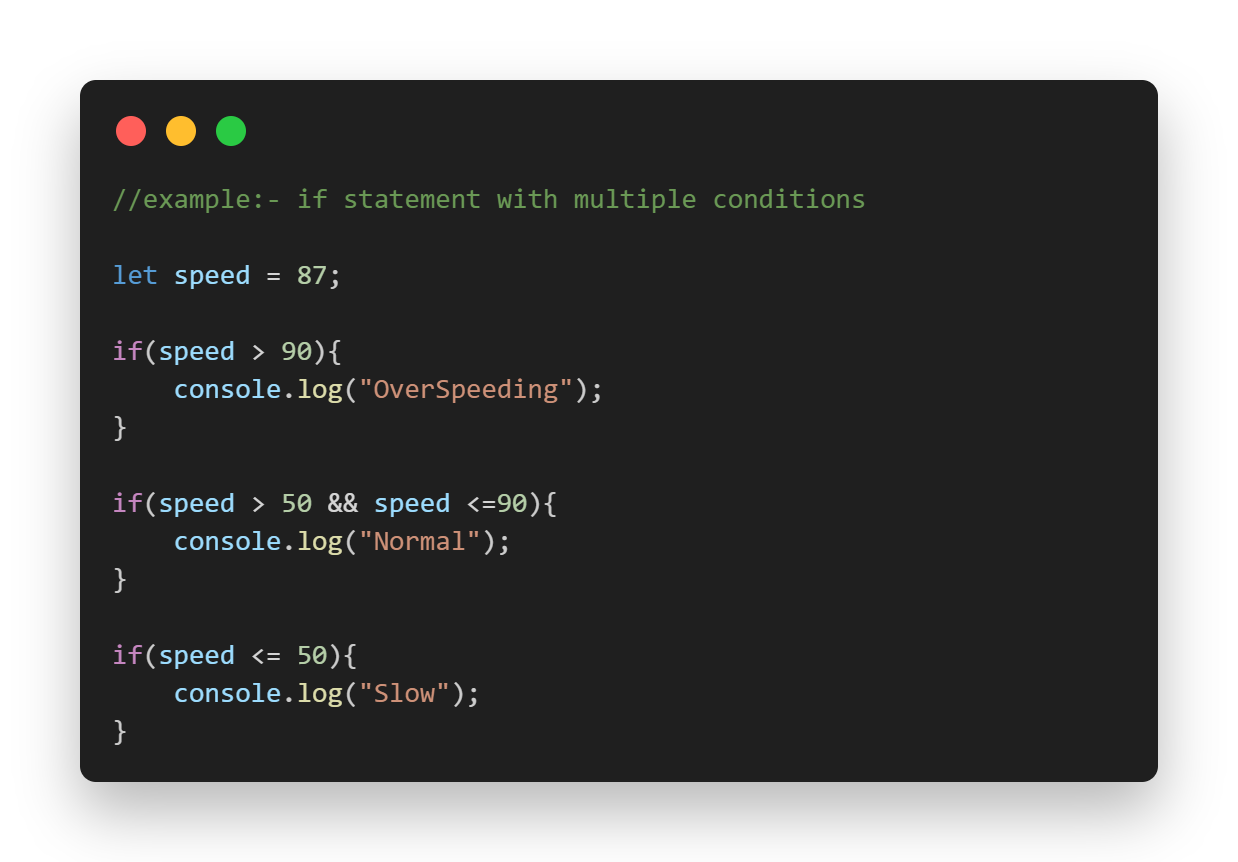 //example:- if statement with multiple conditions
let speed = 87;
if(speed > 90){
    console.log("OverSpeeding");
}
if(speed > 50 && speed <=90){
    console.log("Normal");
}
if(speed <= 50){
    console.log("Slow");
}